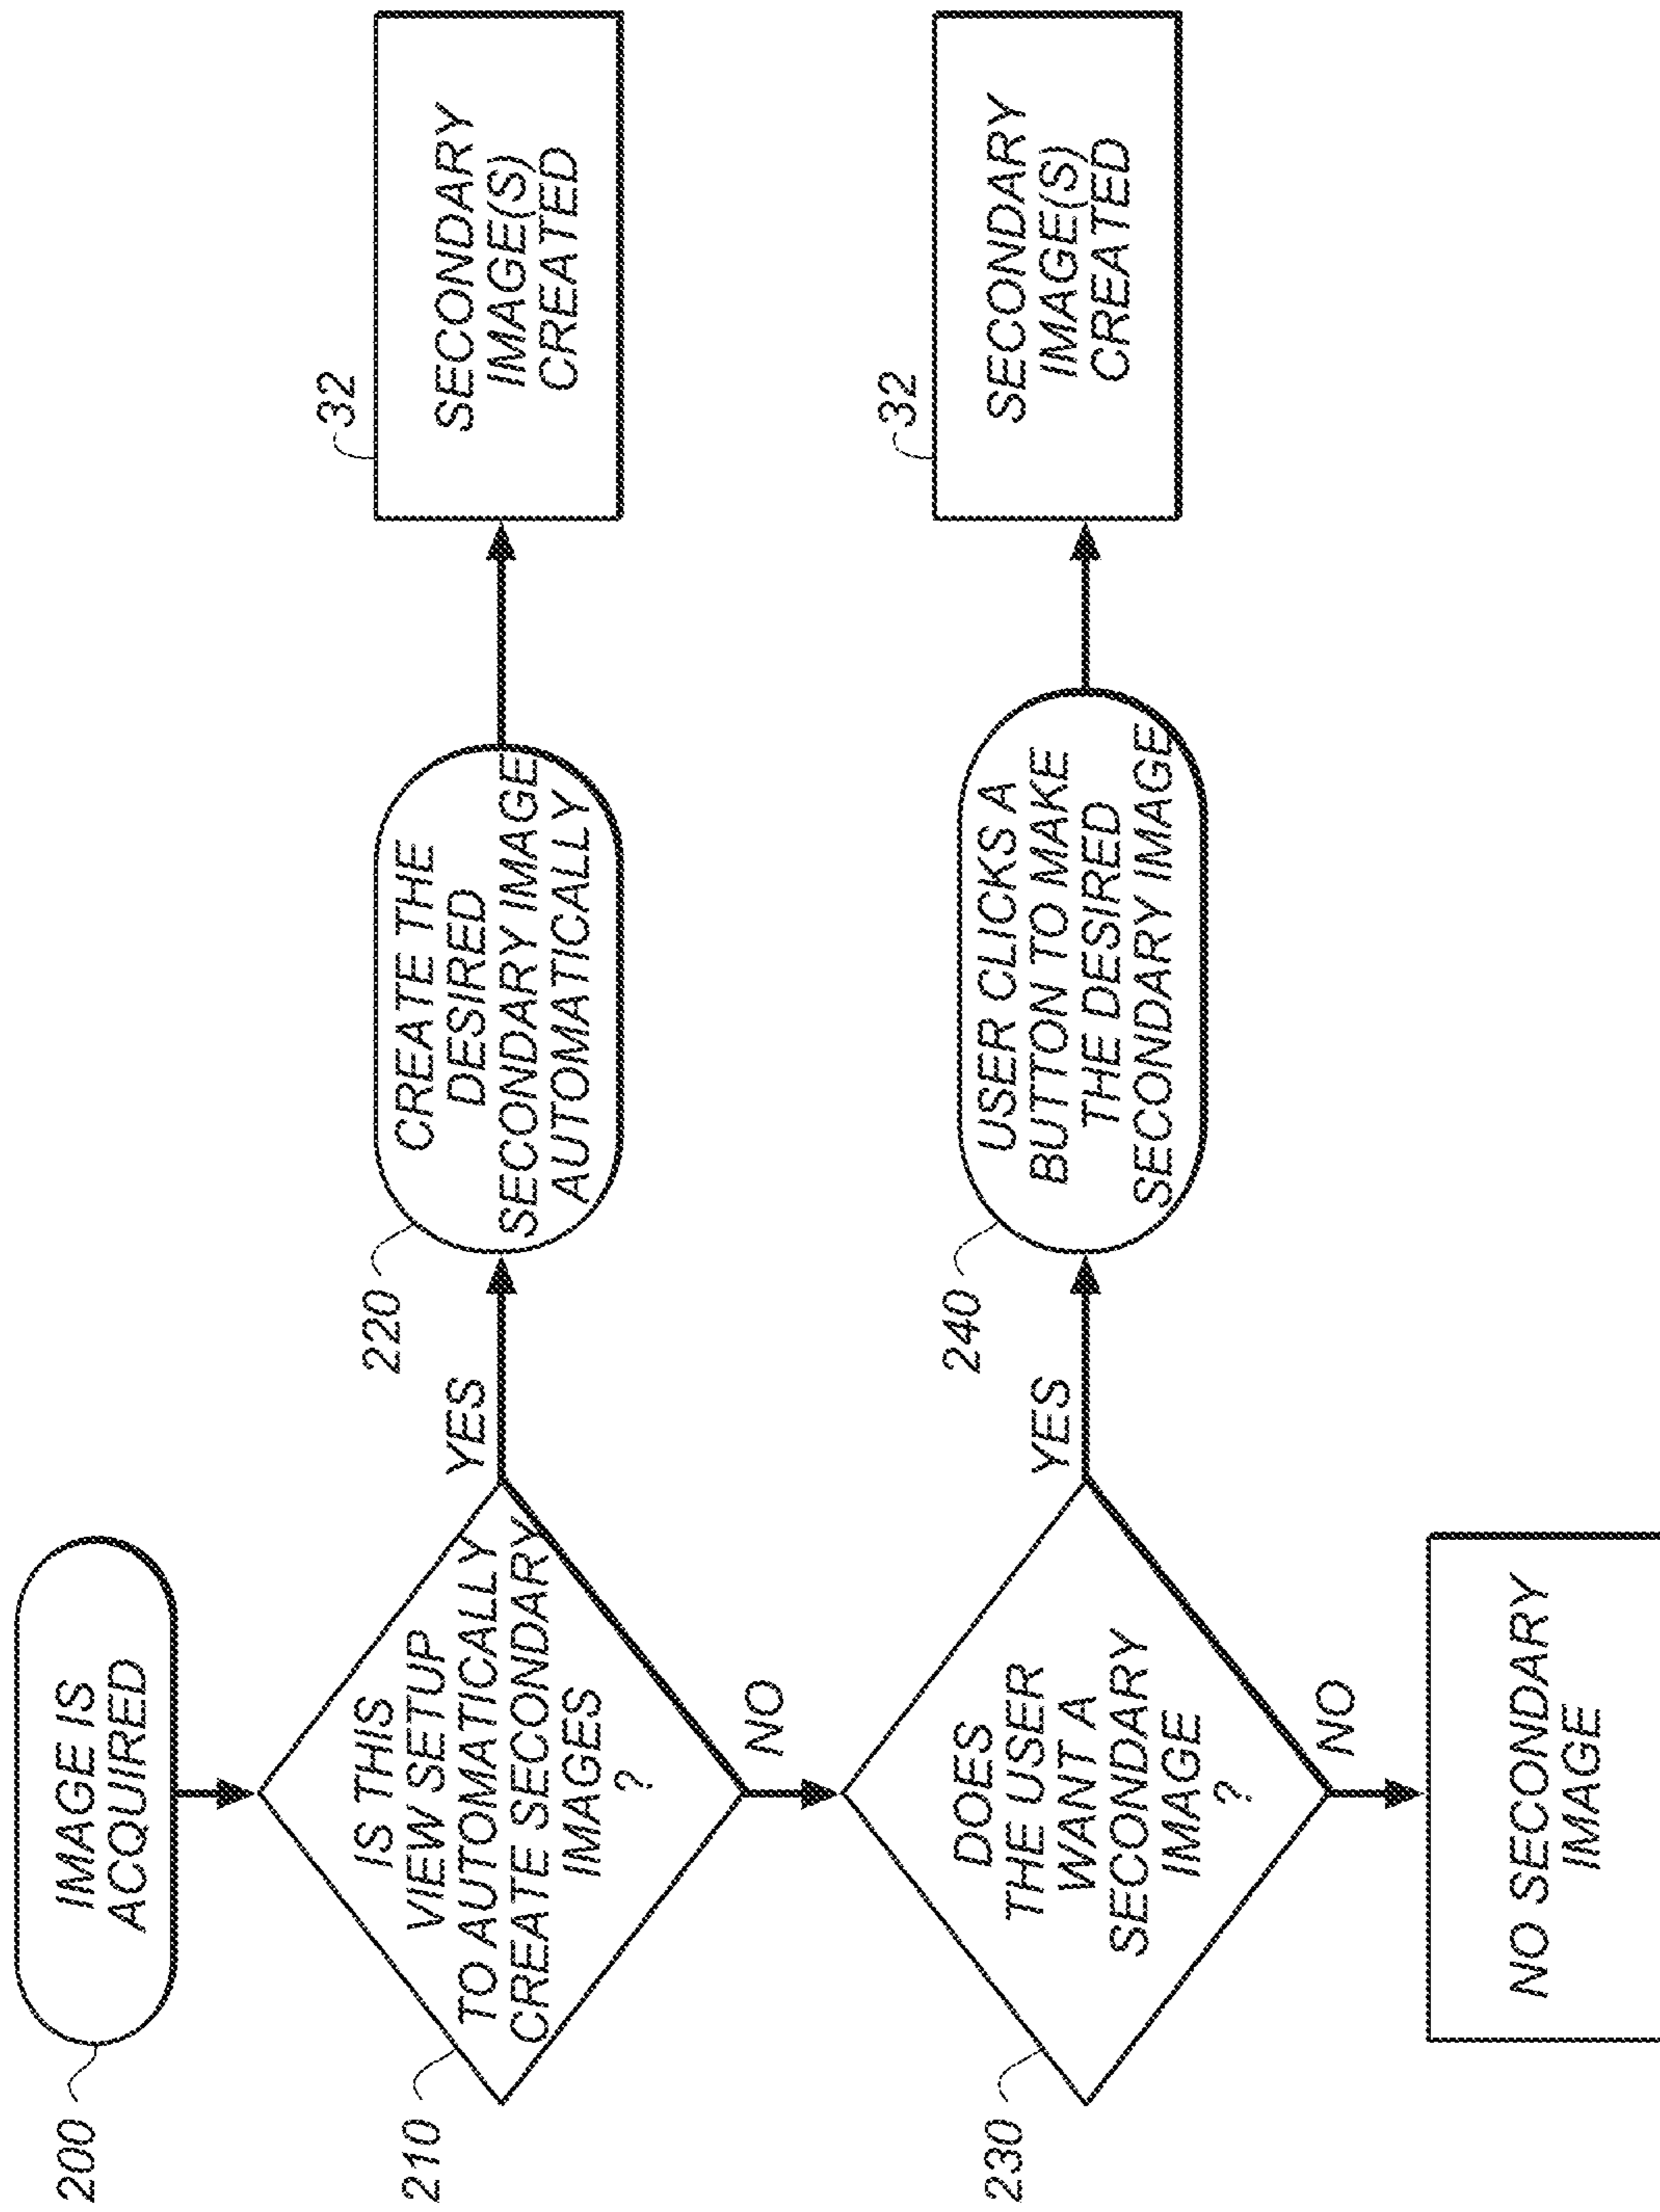 200
IMAGE IS
ACQUIRED
210
IS THIS
VIEW SETUP
TO AUTOMATICALLY
CREATE SECONDARY
IMAGES
?
YES
220
CREATE THE
DESIRED
SECONDARY IMAGE
AUTOMATICALLY
32
SECONDARY
IMAGE(S)
CREATED
NO
230
DOES
THE USER
WANT A
SECONDARY
IMAGE
?
YES
240
USER CLICKS A
BUTTON TO MAKE
THE DESIRED
SECONDARY IMAGE
32
SECONDARY
IMAGE(S)
CREATED
NO
NO SECONDARY
IMAGE